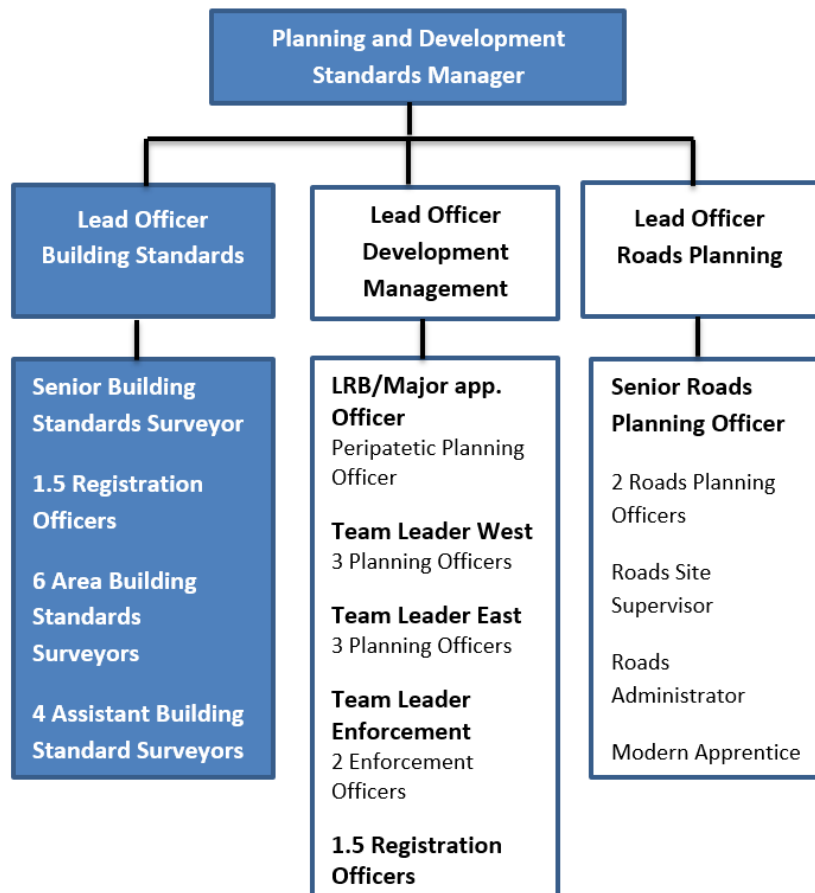 Planning and Development
Standards Manager
Lead Officer
Building Standards
Lead Officer
Development
Management
Lead Officer
Roads Planning
Senior Building
Standards Surveyor
1.5 Registration
Officers
6 Area Building
Standards
Surveyors
4 Assistant Building
Standard Surveyors
LRB/Major app.
Officer
Peripatetic Planning
Officer
Team Leader West
3 Planning Officers
Team Leader East
3 Planning Officers
Team Leader
Enforcement
2 Enforcement
Officers
1.5 Registration
Officers
Senior Roads
Planning Officer
2 Roads Planning
Officers
Roads Site
Supervisor
Roads
Administrator
Modern Apprentice